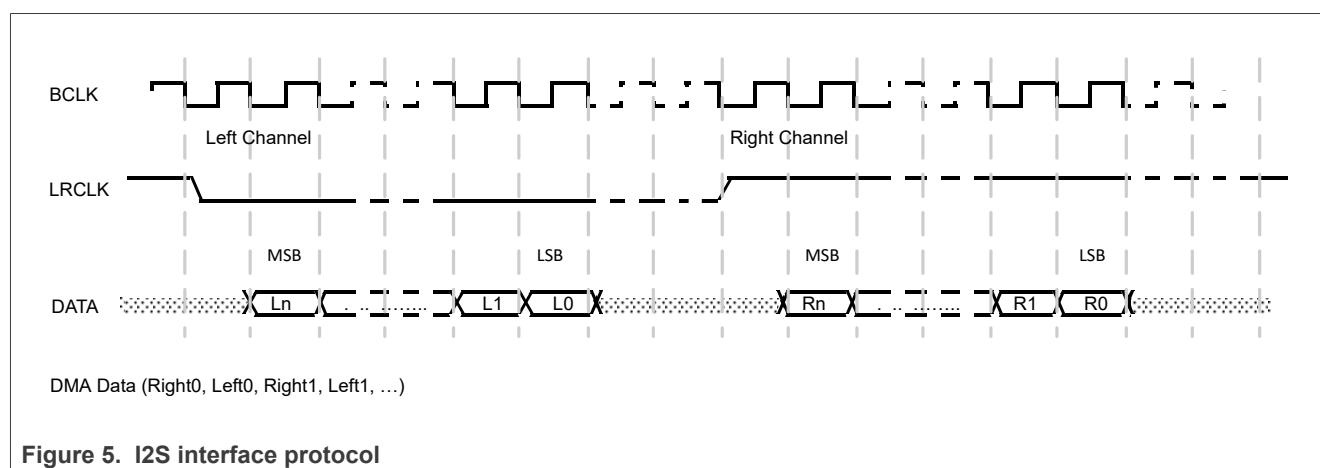 BCLK
Left Channel Right Channel
LRCLK
MSB LSB MSB LSB
DATA Ln . .. ........ L1 L0 Rn . .. ........ R1 R0
DMA Data (Right0, Left0, Right1, Left1, …)
Figure 5. I2S interface protocol